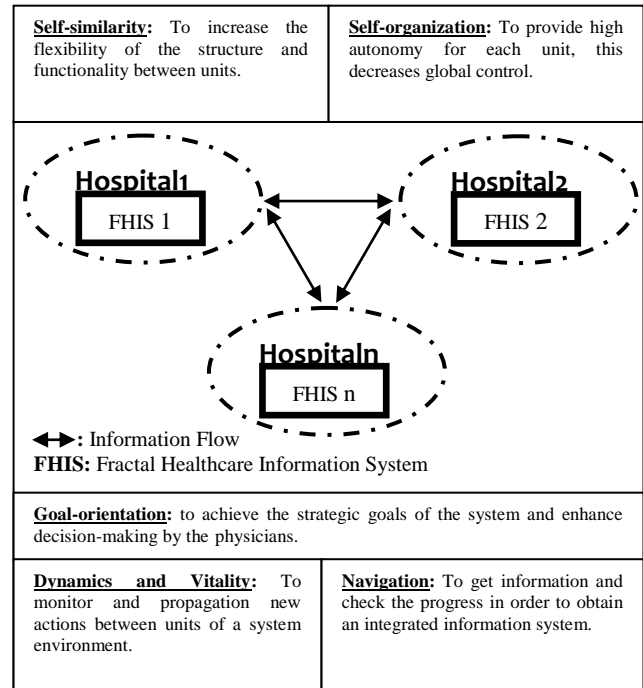 Self-similarity: To increase the
flexibility of the structure and
functionality between units.
Self-organization: To provide high
autonomy for each unit, this
decreases global control.
Hospital1
FHIS 1
Hospital2
FHIS 2
Hospitaln
FHIS n
: Information Flow
FHIS: Fractal Healthcare Information System
Goal-orientation: to achieve the strategic goals of the system and enhance
decision-making by the physicians.
Dynamics and Vitality: To
monitor and propagation new
actions between units of a system
environment.
Navigation: To get information and
check the progress in order to obtain
an integrated information system.